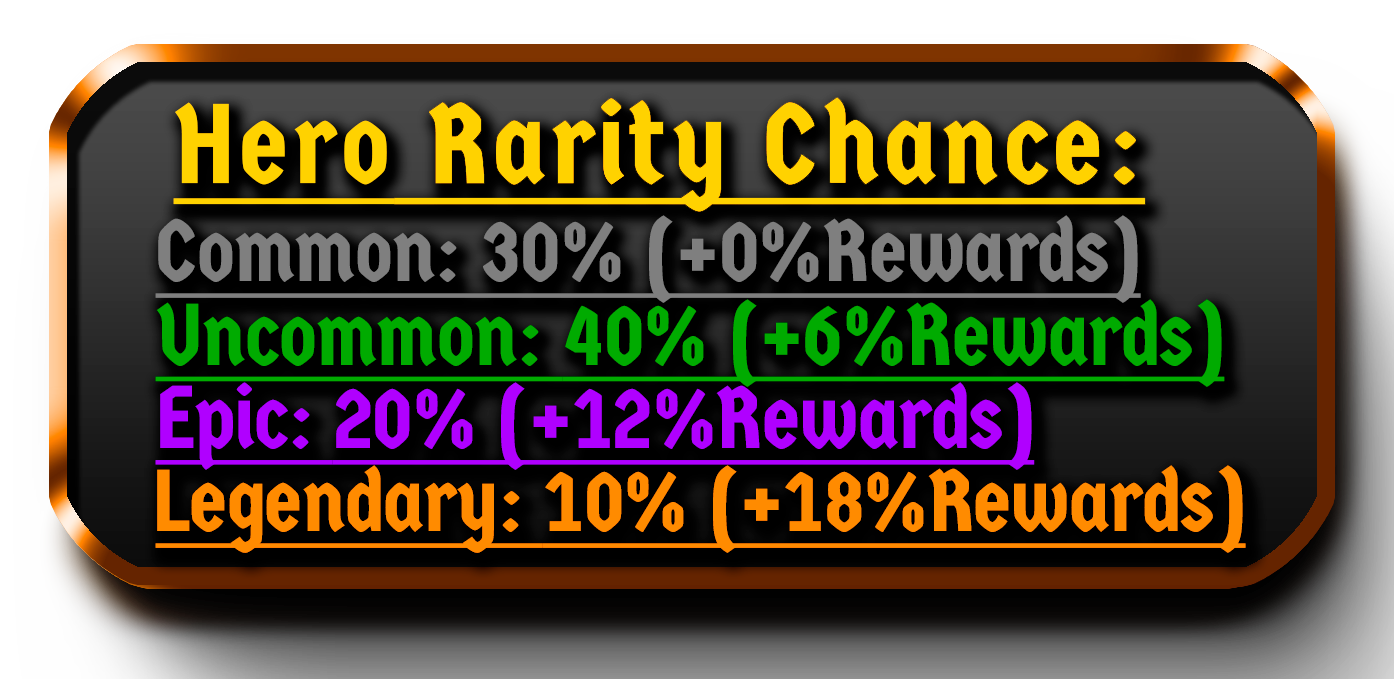 Hero Rarity Chance:
Common: 30% (+0%Rewards)
Uncommon: 40% (+6%Rewards)
Epic: 20% (+12%Rewards)
Legendary: 10% (+18%Rewards)